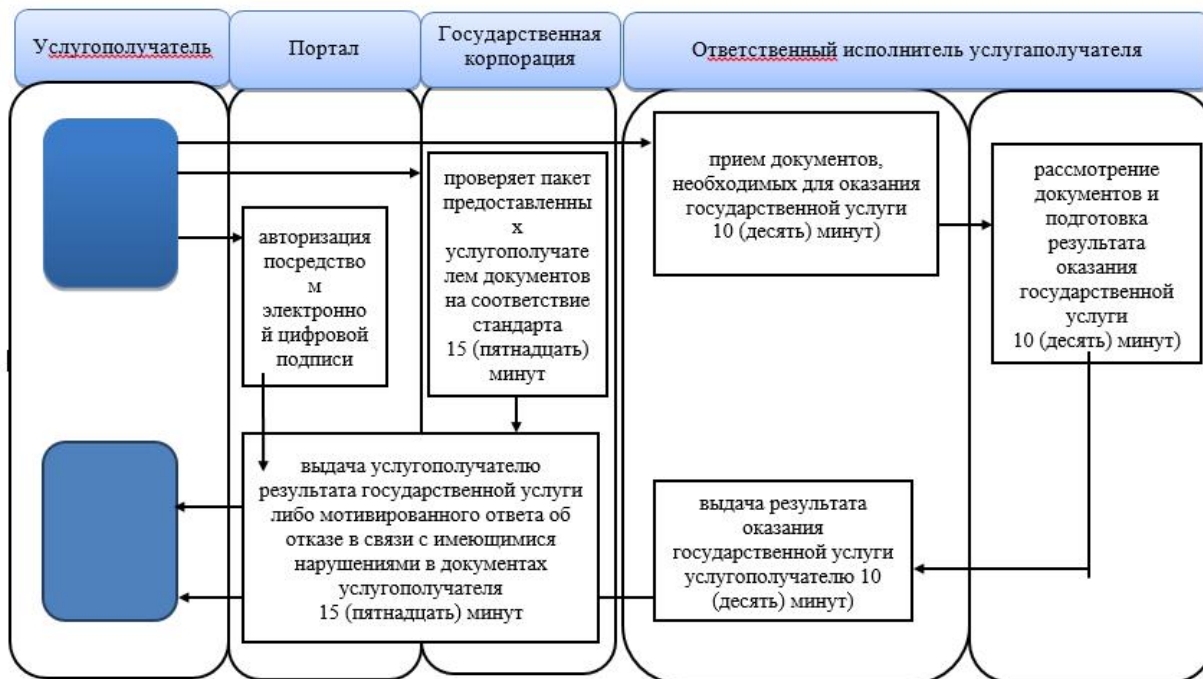 Услугополучатель
Портал
Государственная
корпорация
Ответственный исполнитель услугаполучателя
авторизация
посредство
м
электронно
й цифровой
подписи
проверяет пакет
предоставленны
х
услугополучате
лем документов
на соответствие
стандарта
15 (пятнадцать)
минут
прием документов,
необходимых для оказания
государственной услуги
10 (десять) минут)
рассмотрение
документов и
подготовка
результата
оказания
государственной
услуги
10 (десять) минут)
выдача услугополучателю
результата государственной услуги
либо мотивированного ответа об
отказе в связи с имеющимися
нарушениями в документах
услугополучателя
15 (пятнадцать) минут
выдача результата
оказания
государственной услуги
услугополучателю 10
(десять) минут)